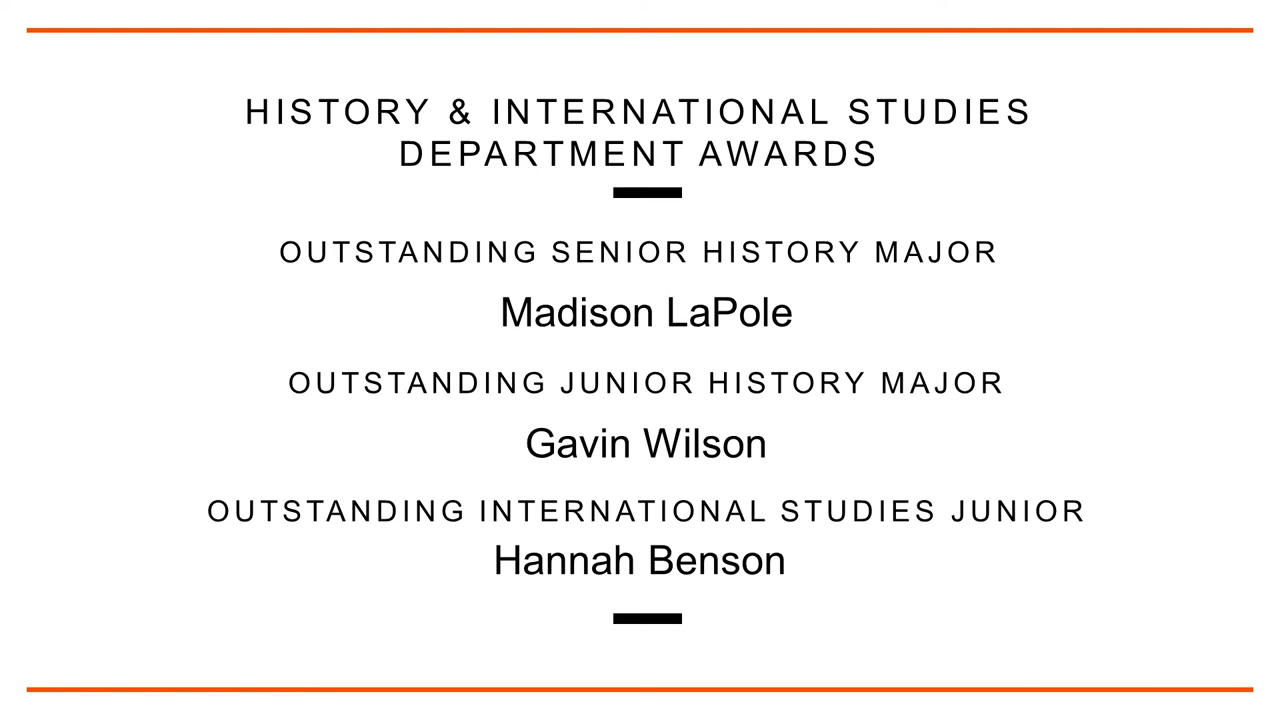 HISTORY & INTERNATIONAL STUDIES
DEPARTMENT AWARDS
OUTSTANDING SENIOR HISTORY MAJOR
Madison LaPole
OUTSTANDING JUNIOR HISTORY MAJOR
Gavin Wilson
OUTSTANDING INTERNATIONAL STUDIES JUNIOR
Hannah Benson